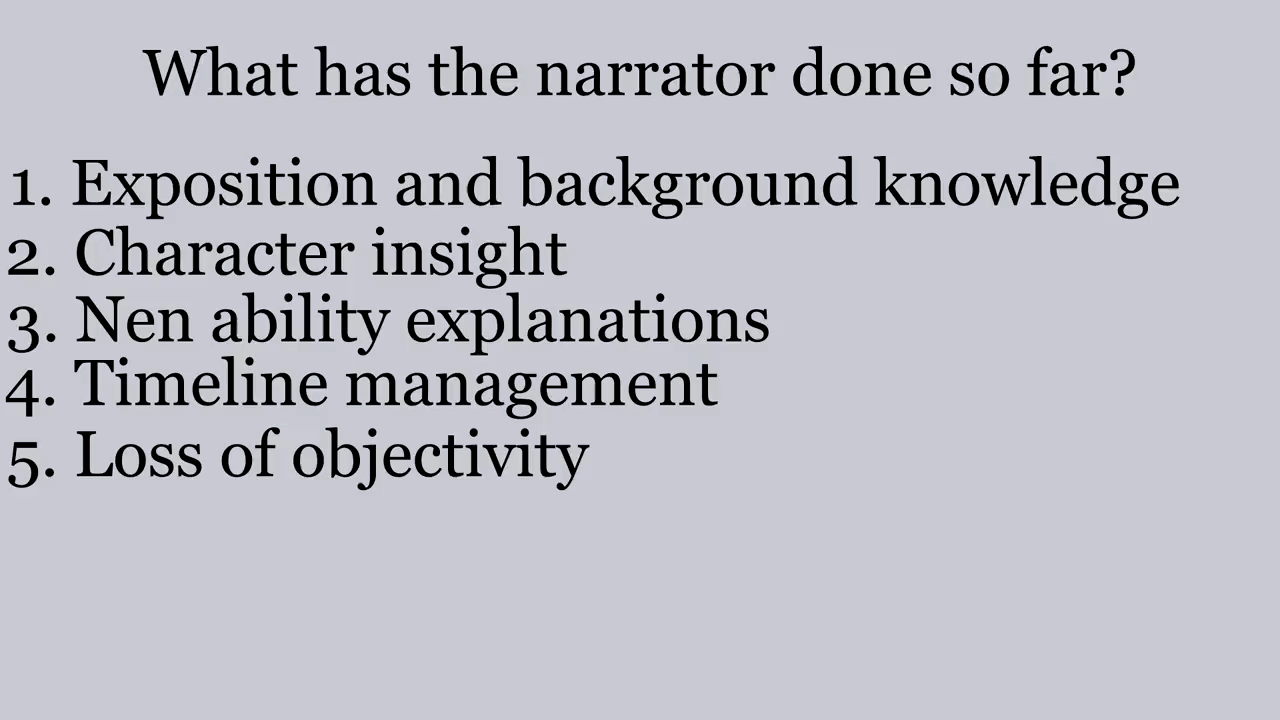 What has the narrator done so far?
1. Exposition and background knowledge
2. Character insight
3. Nen ability explanations
4. Timeline management
5. Loss of objectivity